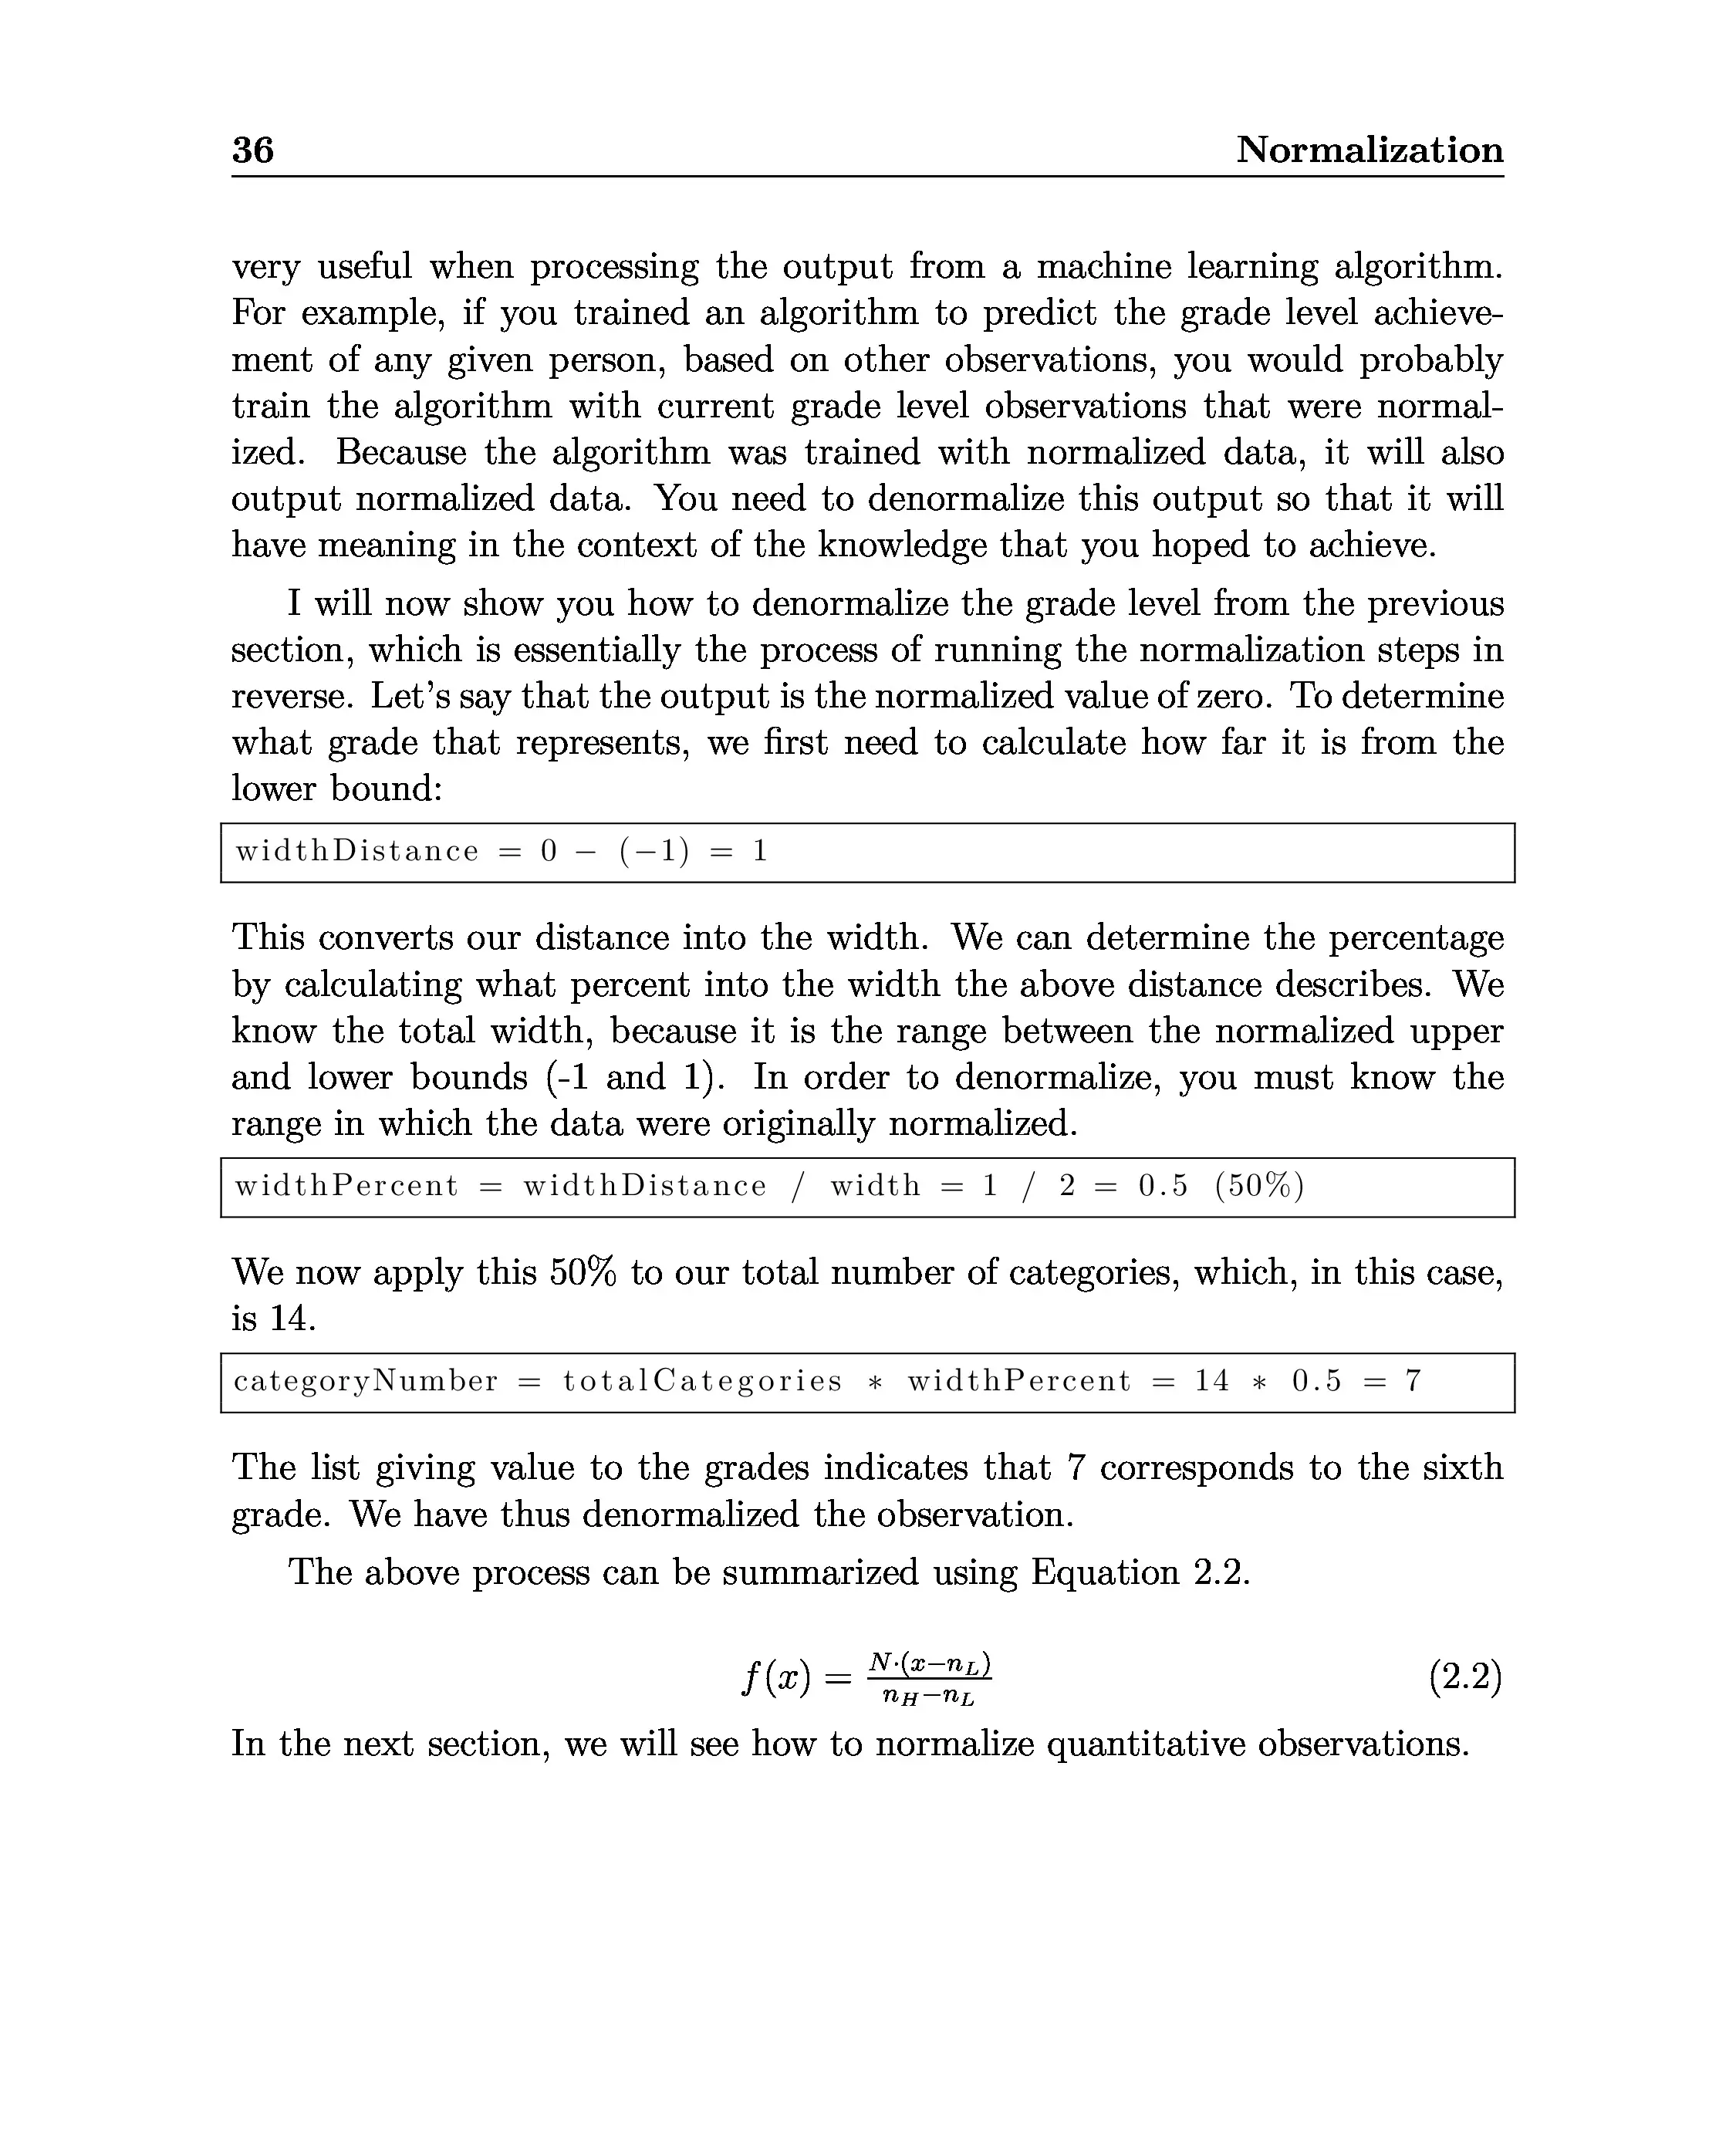 36 Normalization
very useful when processing the output from a machine learning algorithm.
For example, if you trained an algorithm to predict the grade level achieve-
ment of any given person, based on other observations, you would probably
train the algorithm with current grade level observations that were normal-
ized. Because the algorithm was trained with normalized data, it will also
output normalized data. You need to denormalize this output so that it will
have meaning in the context of the knowledge that you hoped to achieve.
I will now show you how to denormalize the grade level from the previous
section, which is essentially the process of running the normalization steps in
reverse. Let's say that the output is the normalized value of zero. To determine
what grade that represents, we first need to calculate how far it is from the
lower bound:
widthDistance = 0 − (−1) = 1
This converts our distance into the width. We can determine the percentage
by calculating what percent into the width the above distance describes. We
know the total width, because it is the range between the normalized upper
and lower bounds (-1 and 1). In order to denormalize, you must know the
range in which the data were originally normalized.
widthPercent = widthDistance / width = 1 / 2 = 0.5 (50%)
We now apply this 50% to our total number of categories, which, in this case,
is 14.
categoryNumber = totalCategories * widthPercent = 14 * 0.5 = 7
The list giving value to the grades indicates that 7 corresponds to the sixth
grade. We have thus denormalized the observation.
The above process can be summarized using Equation 2.2.
f(x) = N·(x−n_L) / n_H−n_L (2.2)
In the next section, we will see how to normalize quantitative observations.